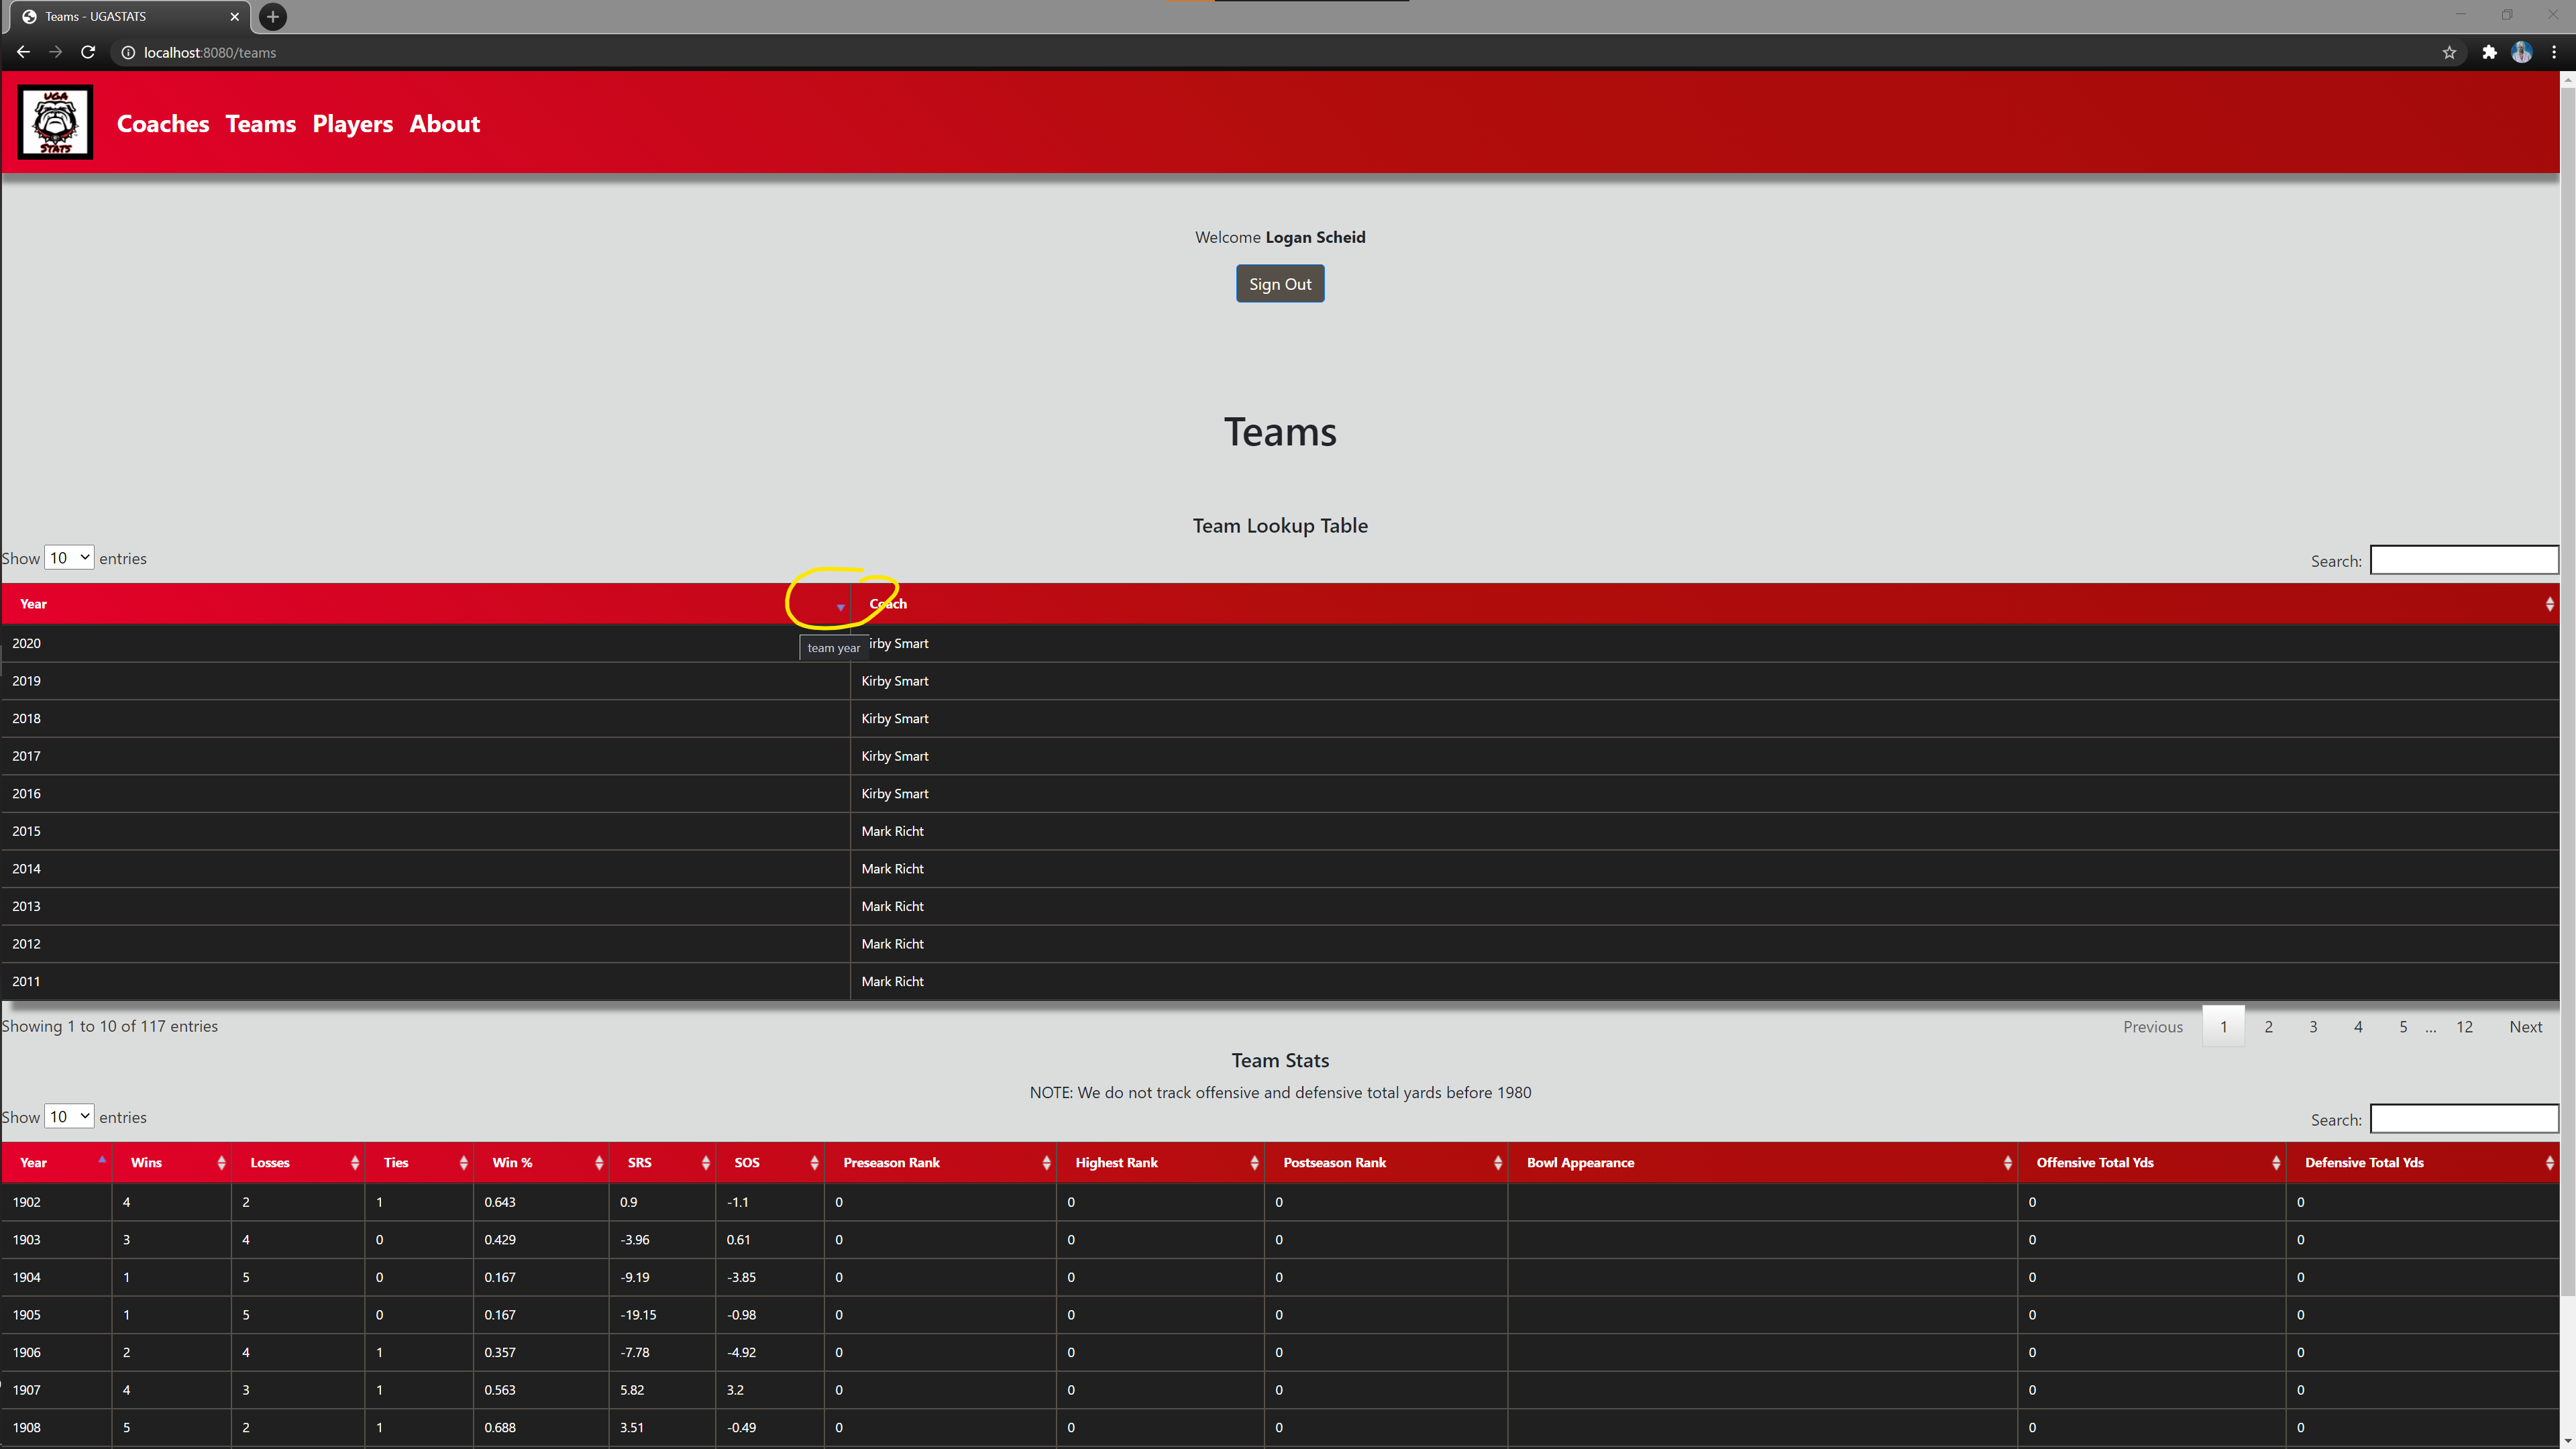 Teams - UGASTATS
localhost:8080/teams
UGA
STATS
Coaches Teams Players About
Welcome Logan Scheid
Sign Out
Teams
Team Lookup Table
Show 10 entries Search:
Year Coach
team year
2020 irby Smart
2019 Kirby Smart
2018 Kirby Smart
2017 Kirby Smart
2016 Kirby Smart
2015 Mark Richt
2014 Mark Richt
2013 Mark Richt
2012 Mark Richt
2011 Mark Richt
Showing 1 to 10 of 117 entries Previous 1 2 3 4 5 ... 12 Next
Team Stats
NOTE: We do not track offensive and defensive total yards before 1980
Show 10 entries Search:
Year Wins Losses Ties Win % SRS SOS Preseason Rank Highest Rank Postseason Rank Bowl Appearance Offensive Total Yds Defensive Total Yds
1902 4 2 1 0.643 0.9 -1.1 0 0 0 0 0
1903 3 4 0 0.429 -3.96 0.61 0 0 0 0 0
1904 1 5 0 0.167 -9.19 -3.85 0 0 0 0 0
1905 1 5 0 0.167 -19.15 -0.98 0 0 0 0 0
1906 2 4 1 0.357 -7.78 -4.92 0 0 0 0 0
1907 4 3 1 0.563 5.82 3.2 0 0 0 0 0
1908 5 2 1 0.688 3.51 -0.49 0 0 0 0 0